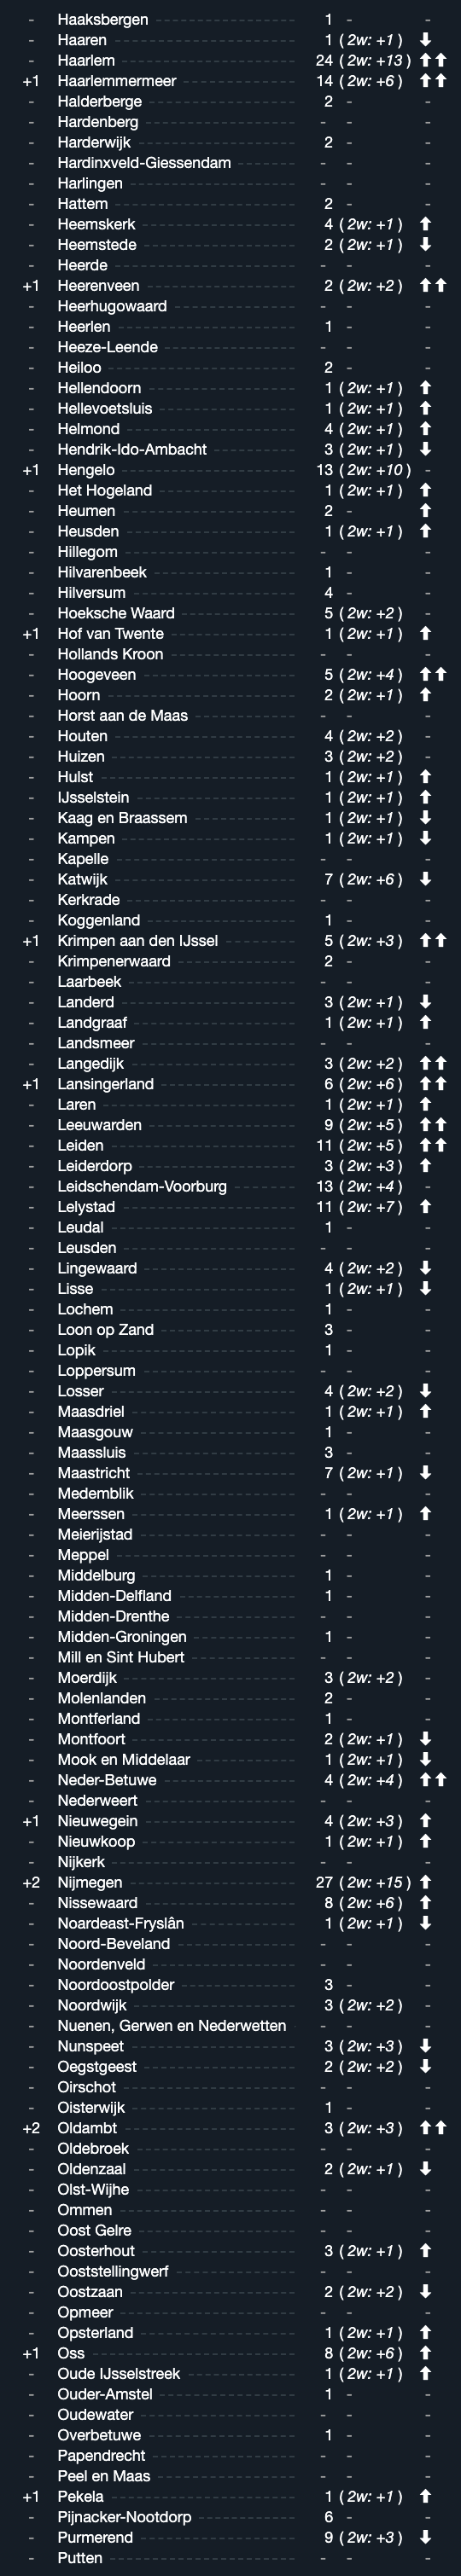 - Haaksbergen 1 - -
- Haaren 1 ( 2w: +1 ) ⬇
- Haarlem 24 ( 2w: +13 ) ⬆⬆
+1 Haarlemmermeer 14 ( 2w: +6 ) ⬆⬆
- Halderberge 2 - -
- Hardenberg - - -
- Harderwijk 2 - -
- Hardinxveld-Giessendam - - -
- Harlingen - - -
- Hattem 2 - -
- Heemskerk 4 ( 2w: +1 ) ⬆
- Heemstede 2 ( 2w: +1 ) ⬇
- Heerde - - -
+1 Heerenveen 2 ( 2w: +2 ) ⬆⬆
- Heerhugowaard - - -
- Heerlen 1 - -
- Heeze-Leende - - -
- Heiloo 2 - -
- Hellendoorn 1 ( 2w: +1 ) ⬆
- Hellevoetsluis 1 ( 2w: +1 ) ⬆
- Helmond 4 ( 2w: +1 ) ⬆
- Hendrik-Ido-Ambacht 3 ( 2w: +1 ) ⬇
+1 Hengelo 13 ( 2w: +10 ) -
- Het Hogeland 1 ( 2w: +1 ) ⬆
- Heumen 2 - ⬆
- Heusden 1 ( 2w: +1 ) ⬆
- Hillegom - - -
- Hilvarenbeek 1 - -
- Hilversum 4 - -
- Hoeksche Waard 5 ( 2w: +2 ) -
+1 Hof van Twente 1 ( 2w: +1 ) ⬆
- Hollands Kroon - - -
- Hoogeveen 5 ( 2w: +4 ) ⬆⬆
- Hoorn 2 ( 2w: +1 ) ⬆
- Horst aan de Maas - - -
- Houten 4 ( 2w: +2 ) -
- Huizen 3 ( 2w: +2 ) -
- Hulst 1 ( 2w: +1 ) ⬆
- IJsselstein 1 ( 2w: +1 ) ⬆
- Kaag en Braassem 1 ( 2w: +1 ) ⬇
- Kampen 1 ( 2w: +1 ) ⬇
- Kapelle - - -
- Katwijk 7 ( 2w: +6 ) ⬇
- Kerkrade - - -
- Koggenland 1 - -
+1 Krimpen aan den IJssel 5 ( 2w: +3 ) ⬆⬆
- Krimpenerwaard 2 - -
- Laarbeek - - -
- Landerd 3 ( 2w: +1 ) ⬇
- Landgraaf 1 ( 2w: +1 ) ⬆
- Landsmeer - - -
- Langedijk 3 ( 2w: +2 ) ⬆⬆
+1 Lansingerland 6 ( 2w: +6 ) ⬆⬆
- Laren 1 ( 2w: +1 ) ⬆
- Leeuwarden 9 ( 2w: +5 ) ⬆⬆
- Leiden 11 ( 2w: +5 ) ⬆⬆
- Leiderdorp 3 ( 2w: +3 ) ⬆
- Leidschendam-Voorburg 13 ( 2w: +4 ) -
- Lelystad 11 ( 2w: +7 ) ⬆
- Leudal 1 - -
- Leusden - - -
- Lingewaard 4 ( 2w: +2 ) ⬇
- Lisse 1 ( 2w: +1 ) ⬇
- Lochem 1 - -
- Loon op Zand 3 - -
- Lopik 1 - -
- Loppersum - - -
- Losser 4 ( 2w: +2 ) ⬇
- Maasdriel 1 ( 2w: +1 ) ⬆
- Maasgouw 1 - -
- Maassluis 3 - -
- Maastricht 7 ( 2w: +1 ) ⬇
- Medemblik - - -
- Meerssen 1 ( 2w: +1 ) ⬆
- Meierijstad - - -
- Meppel - - -
- Middelburg 1 - -
- Midden-Delfland 1 - -
- Midden-Drenthe - - -
- Midden-Groningen 1 - -
- Mill en Sint Hubert - - -
- Moerdijk 3 ( 2w: +2 ) -
- Molenlanden 2 - -
- Montferland 1 - -
- Montfoort 2 ( 2w: +1 ) ⬇
- Mook en Middelaar 1 ( 2w: +1 ) ⬇
- Neder-Betuwe 4 ( 2w: +4 ) ⬆⬆
- Nederweert - - -
+1 Nieuwegein 4 ( 2w: +3 ) ⬆
- Nieuwkoop 1 ( 2w: +1 ) ⬆
- Nijkerk - - -
+2 Nijmegen 27 ( 2w: +15 ) ⬆
- Nissewaard 8 ( 2w: +6 ) ⬆
- Noardeast-Fryslân 1 ( 2w: +1 ) ⬇
- Noord-Beveland - - -
- Noordenveld - - -
- Noordoostpolder 3 - -
- Noordwijk 3 ( 2w: +2 ) -
- Nuenen, Gerwen en Nederwetten - - -
- Nunspeet 3 ( 2w: +3 ) ⬇
- Oegstgeest 2 ( 2w: +2 ) ⬇
- Oirschot - - -
- Oisterwijk 1 - -
+2 Oldambt 3 ( 2w: +3 ) ⬆⬆
- Oldebroek - - -
- Oldenzaal 2 ( 2w: +1 ) ⬇
- Olst-Wijhe - - -
- Ommen - - -
- Oost Gelre - - -
- Oosterhout 3 ( 2w: +1 ) ⬆
- Ooststellingwerf - - -
- Oostzaan 2 ( 2w: +2 ) ⬇
- Opmeer - - -
- Opsterland 1 ( 2w: +1 ) ⬆
+1 Oss 8 ( 2w: +6 ) ⬆
- Oude IJsselstreek 1 ( 2w: +1 ) ⬆
- Ouder-Amstel 1 - -
- Oudewater - - -
- Overbetuwe 1 - -
- Papendrecht - - -
- Peel en Maas - - -
+1 Pekela 1 ( 2w: +1 ) ⬆
- Pijnacker-Nootdorp 6 - -
- Purmerend 9 ( 2w: +3 ) ⬇
- Putten - - -